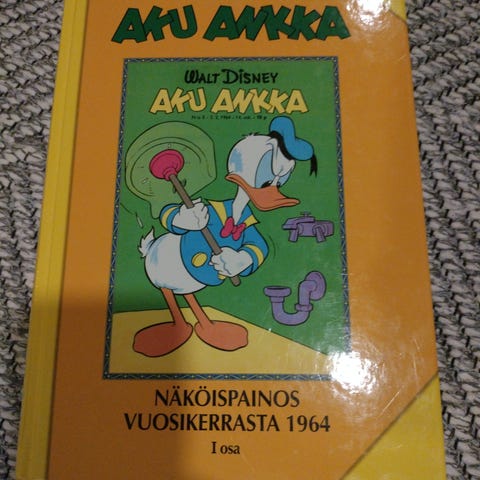 AKU ANKKA
WALT DISNEY
AKU ANKKA
NÄKÖISPAINOS
VUOSIKERRASTA 1964
I osa